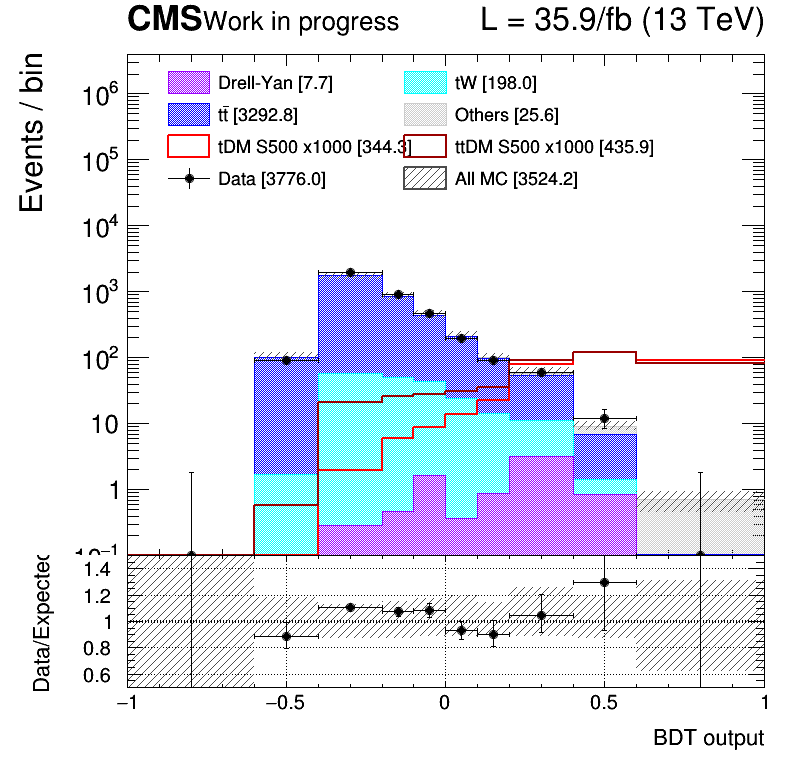 CMS Work in progress L = 35.9/fb (13 TeV)
Events / bin
Drell-Yan [7.7] tW [198.0]
tt̄ [3292.8] Others [25.6]
tDM S500 x1000 [344.3] ttDM S500 x1000 [435.9]
Data [3776.0] All MC [3524.2]
10⁶
10⁵
10⁴
10³
10²
10
1
10⁻¹
Data/Expected
1.4
1.2
1
0.8
0.6
−1 −0.5 0 0.5 1
BDT output